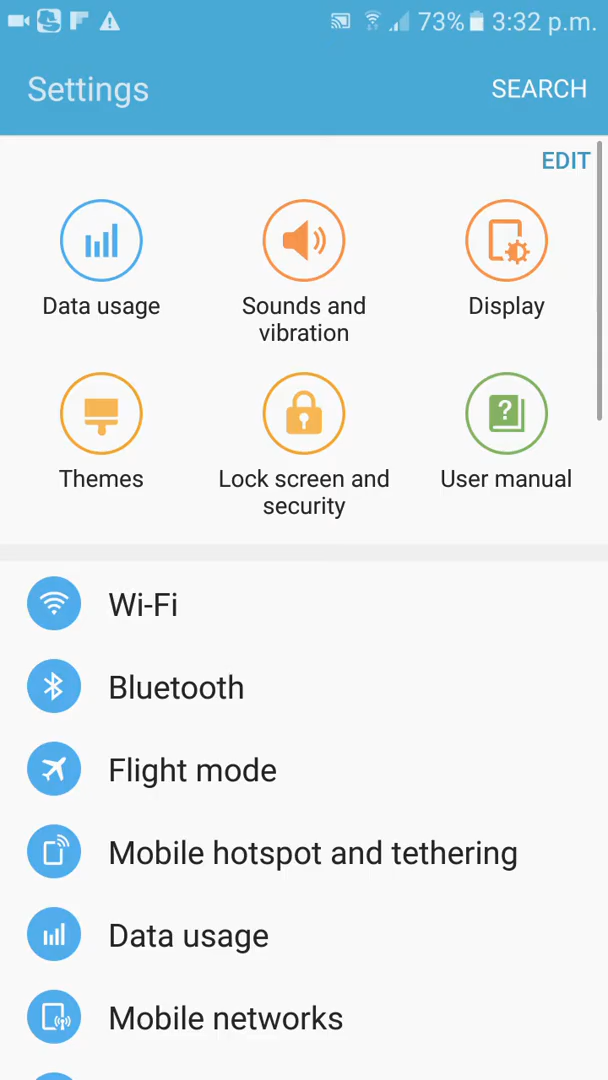 73% 3:32 p.m.
Settings
SEARCH
EDIT
Data usage
Sounds and
vibration
Display
Themes
Lock screen and
security
User manual
Wi-Fi
Bluetooth
Flight mode
Mobile hotspot and tethering
Data usage
Mobile networks